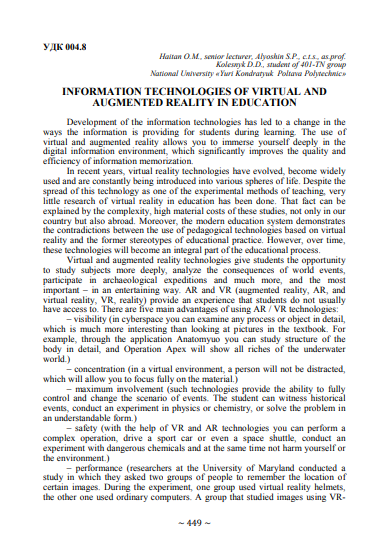 УДК 004.8
Haitan O.M., senior lecturer, Alyoshin S.P., c.t.s., as.prof.
Kolesnyk D.D., student of 401-TN group
National University «Yuri Kondratyuk Poltava Polytechnic»
INFORMATION TECHNOLOGIES OF VIRTUAL AND
AUGMENTED REALITY IN EDUCATION
Development of the information technologies has led to a change in the
ways the information is providing for students during learning. The use of
virtual and augmented reality allows you to immerse yourself deeply in the
digital information environment, which significantly improves the quality and
efficiency of information memorization.
In recent years, virtual reality technologies have evolved, become widely
used and are constantly being introduced into various spheres of life. Despite the
spread of this technology as one of the experimental methods of teaching, very
little research of virtual reality in education has been done. That fact can be
explained by the complexity, high material costs of these studies, not only in our
country but also abroad. Moreover, the modern education system demonstrates
the contradictions between the use of pedagogical technologies based on virtual
reality and the former stereotypes of educational practice. However, over time,
these technologies will become an integral part of the educational process.
Virtual and augmented reality technologies give students the opportunity
to study subjects more deeply, analyze the consequences of world events,
participate in archaeological expeditions and much more, and the most
important – in an entertaining way. AR and VR (augmented reality, AR, and
virtual reality, VR, reality) provide an experience that students do not usually
have access to. There are five main advantages of using AR / VR technologies:
– visibility (in cyberspace you can examine any process or object in detail,
which is much more interesting than looking at pictures in the textbook. For
example, through the application Anatomyuo you can study structure of the
body in detail, and Operation Apex will show all riches of the underwater
world.)
– concentration (in a virtual environment, a person will not be distracted,
which will allow you to focus fully on the material.)
– maximum involvement (such technologies provide the ability to fully
control and change the scenario of events. The student can witness historical
events, conduct an experiment in physics or chemistry, or solve the problem in
an understandable form.)
– safety (with the help of VR and AR technologies you can perform a
complex operation, drive a sport car or even a space shuttle, conduct an
experiment with dangerous chemicals and at the same time not harm yourself or
the environment.)
– performance (researchers at the University of Maryland conducted a
study in which they asked two groups of people to remember the location of
certain images. During the experiment, one group used virtual reality helmets,
the other one used ordinary computers. A group that studied images using VR-
~ 449 ~